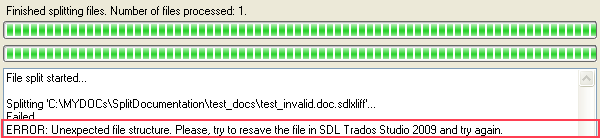 Finished splitting files. Number of files processed: 1.
File split started...
Splitting 'C:\MYDOCs\SplitDocumentation\test_docs\test_invalid.doc.sdlxliff'...
Failed
ERROR: Unexpected file structure. Please, try to resave the file in SDL Trados Studio 2009 and try again.